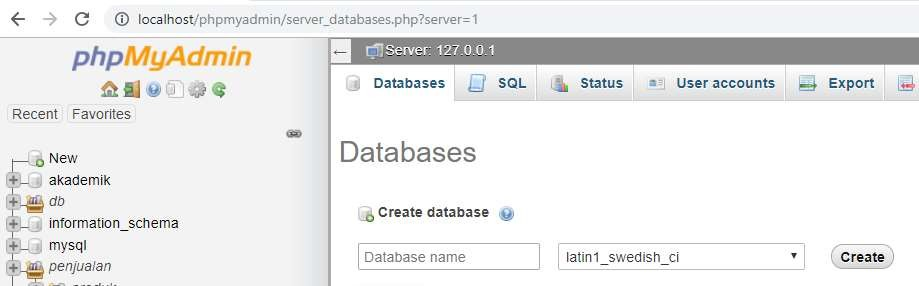 localhost/phpmyadmin/server_databases.php?server=1
phpMyAdmin
Recent Favorites
New
akademik
db
information_schema
mysql
penjualan
produk
Server: 127.0.0.1
Databases SQL Status User accounts Export
Databases
Create database
Database name latin1_swedish_ci Create